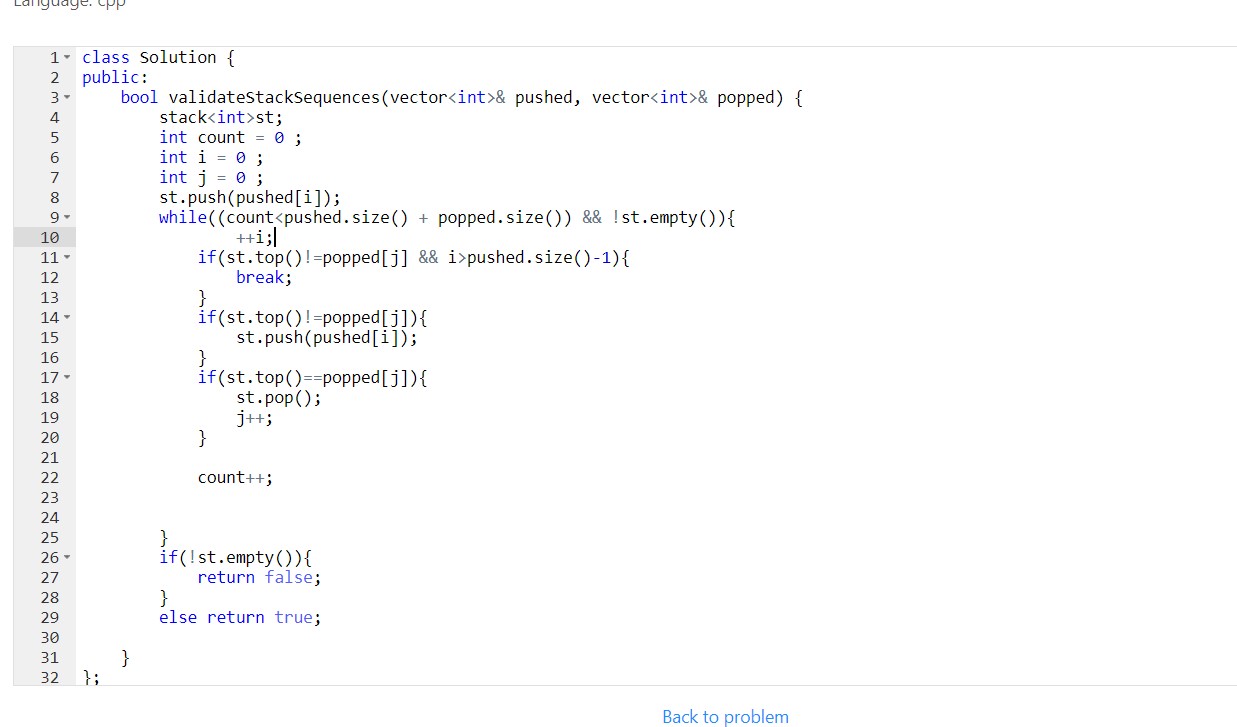 Language: cpp
1 class Solution {
2 public:
3 bool validateStackSequences(vector<int>& pushed, vector<int>& popped) {
4 stack<int>st;
5 int count = 0 ;
6 int i = 0 ;
7 int j = 0 ;
8 st.push(pushed[i]);
9 while((count<pushed.size() + popped.size()) && !st.empty()){
10 ++i;
11 if(st.top()!=popped[j] && i>pushed.size()-1){
12 break;
13 }
14 if(st.top()!=popped[j]){
15 st.push(pushed[i]);
16 }
17 if(st.top()==popped[j]){
18 st.pop();
19 j++;
20 }
21
22 count++;
23
24
25 }
26 if(!st.empty()){
27 return false;
28 }
29 else return true;
30
31 }
32 };
Back to problem